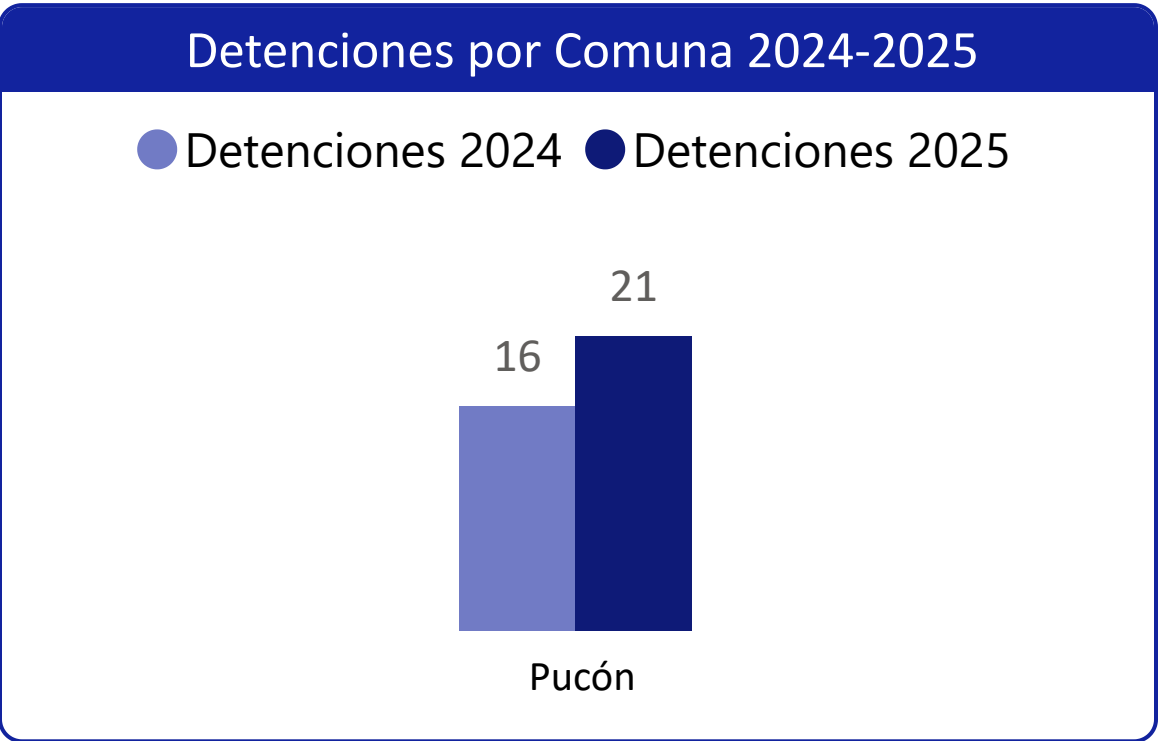 Detenciones por Comuna 2024-2025
Detenciones 2024 Detenciones 2025
21
16
Pucón